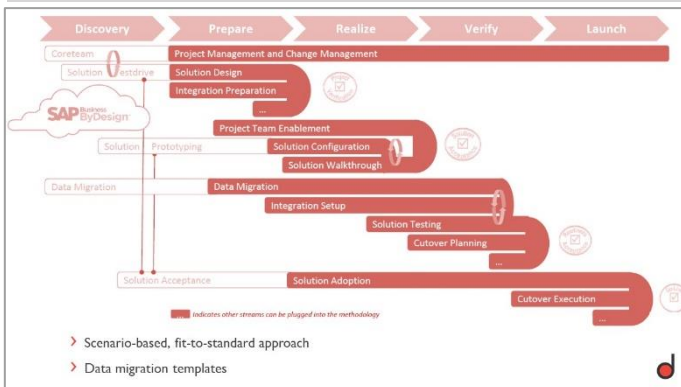 Discovery
Prepare
Realize
Verify
Launch
Coreteam
Project Management and Change Management
Solution Testdrive
Solution Design
Integration Preparation
...
SAP Business ByDesign
Project Team Enablement
Solution Prototyping
Solution Configuration
Solution Walkthrough
Data Migration
Data Migration
Integration Setup
Solution Testing
Cutover Planning
...
Solution Acceptance
Solution Adoption
Cutover Execution
...
... Indicates other streams can be plugged into the methodology
Scenario-based, fit-to-standard approach
Data migration templates
d